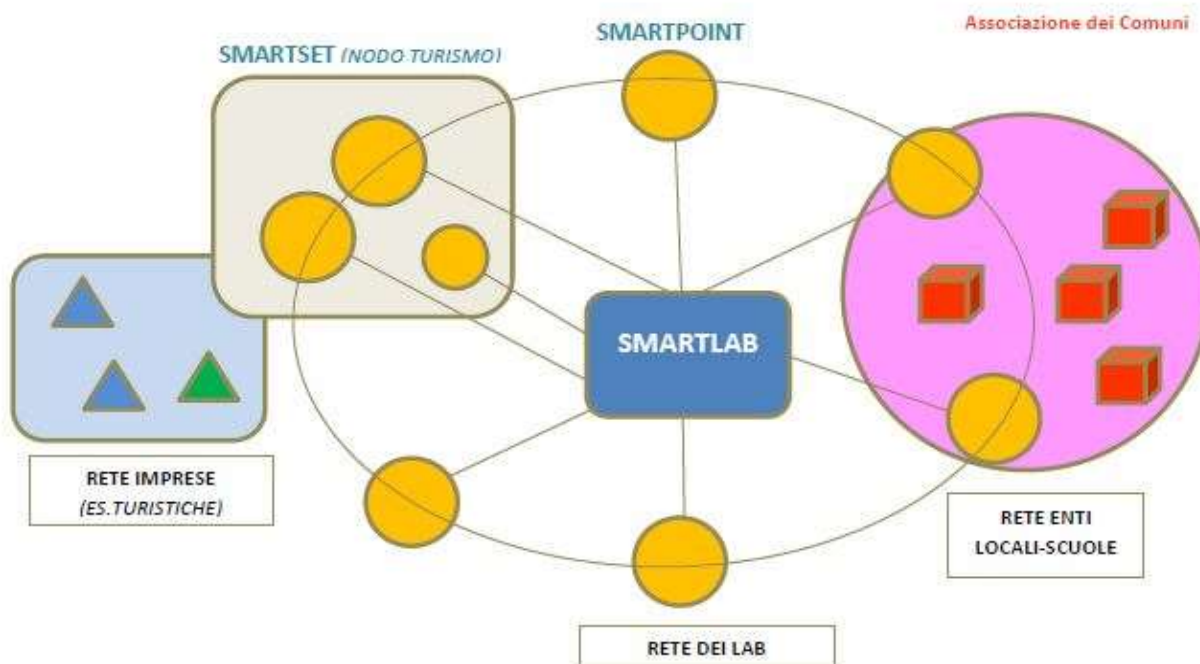 Associazione dei Comuni
SMARTPOINT
SMARTSET (NODO TURISMO)
SMARTLAB
RETE IMPRESE
(ES.TURISTICHE)
RETE ENTI
LOCALI-SCUOLE
RETE DEI LAB